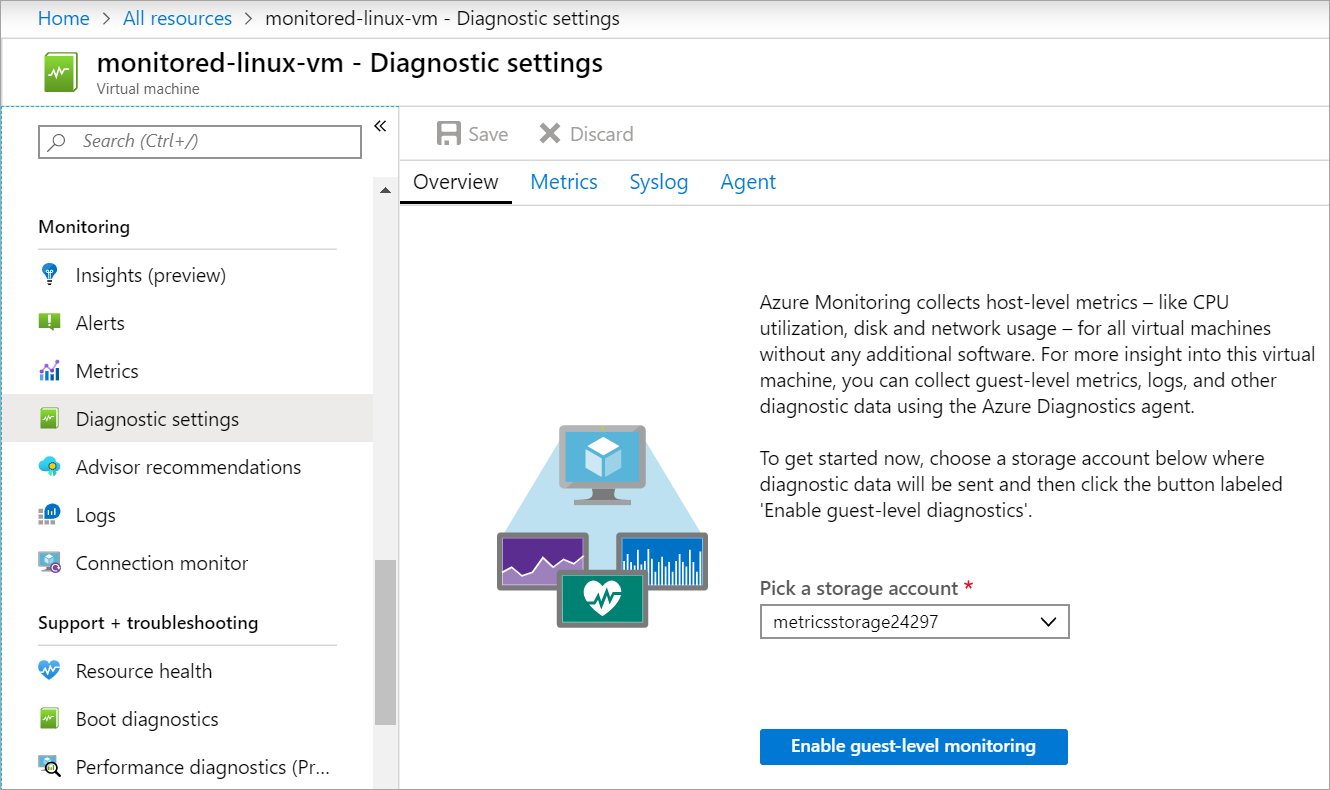 Home > All resources > monitored-linux-vm - Diagnostic settings
monitored-linux-vm - Diagnostic settings
Virtual machine
Search (Ctrl+/)
Monitoring
Insights (preview)
Alerts
Metrics
Diagnostic settings
Advisor recommendations
Logs
Connection monitor
Support + troubleshooting
Resource health
Boot diagnostics
Performance diagnostics (Pr...
Save Discard
Overview Metrics Syslog Agent
Azure Monitoring collects host-level metrics – like CPU
utilization, disk and network usage – for all virtual machines
without any additional software. For more insight into this virtual
machine, you can collect guest-level metrics, logs, and other
diagnostic data using the Azure Diagnostics agent.
To get started now, choose a storage account below where
diagnostic data will be sent and then click the button labeled
'Enable guest-level diagnostics'.
Pick a storage account *
metricsstorage24297
Enable guest-level monitoring